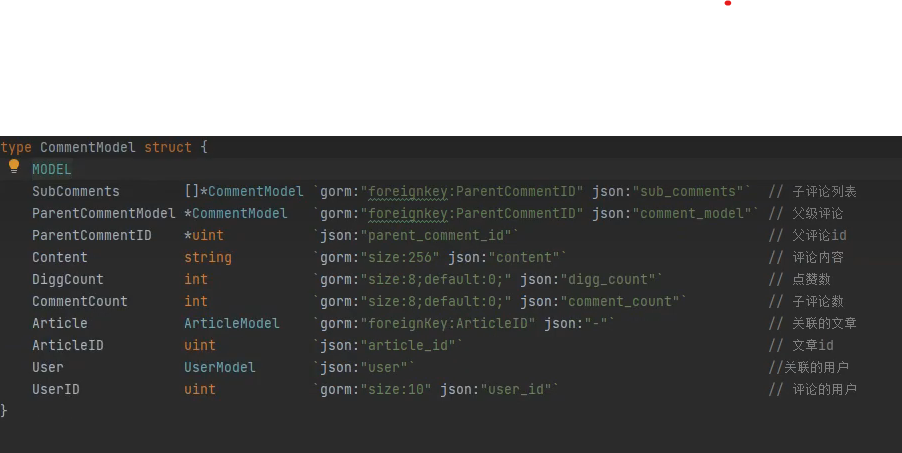 type CommentModel struct {
MODEL
SubComments []*CommentModel `gorm:"foreignkey:ParentCommentID" json:"sub_comments"` // 子评论列表
ParentCommentModel *CommentModel `gorm:"foreignkey:ParentCommentID" json:"comment_model"` // 父级评论
ParentCommentID *uint `json:"parent_comment_id"` // 父评论id
Content string `gorm:"size:256" json:"content"` // 评论内容
DiggCount int `gorm:"size:8;default:0;" json:"digg_count"` // 点赞数
CommentCount int `gorm:"size:8;default:0;" json:"comment_count"` // 子评论数
Article ArticleModel `gorm:"foreignKey:ArticleID" json:"-"` // 关联的文章
ArticleID uint `json:"article_id"` // 文章id
User UserModel `json:"user"` //关联的用户
UserID uint `gorm:"size:10" json:"user_id"` // 评论的用户
}